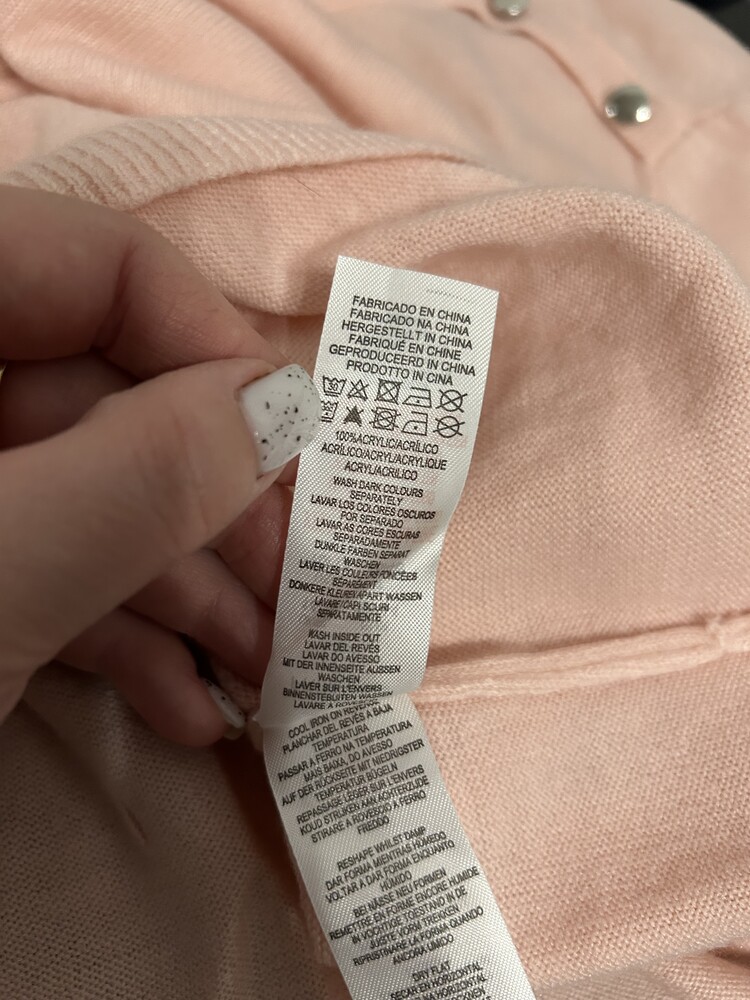 FABRICADO EN CHINA
FABRICADO NA CHINA
HERGESTELLT IN CHINA
FABRIQUÉ EN CHINE
GEPRODUCEERD IN CHINA
PRODOTTO IN CINA
100%ACRYLIC/ACRÍLICO
ACRÍLICO/ACRYL/ACRYLIQUE
ACRYL/ACRILICO
WASH DARK COLOURS
SEPARATELY
LAVAR LOS COLORES OSCUROS
POR SEPARADO
LAVAR AS CORES ESCURAS
SEPARADAMENTE
DUNKLE FARBEN SEPARAT
WASCHEN
LAVER LES COULEURS FONCÉES
SÉPARÉMENT
DONKERE KLEUREN APART WASSEN
LAVARE I CAPI SCURI
SEPARATAMENTE
WASH INSIDE OUT
LAVAR DEL REVÉS
LAVAR DO AVESSO
MIT DER INNENSEITE AUSSEN
WASCHEN
LAVER SUR L'ENVERS
BINNENSTEBUITEN WASSEN
LAVARE A
COOL IRON ON REVERSE
PLANCHAR DEL REVÉS A BAJA
TEMPERATURA
PASSAR A FERRO NA TEMPERATURA
MAIS BAIXA, DO AVESSO
AUF DER RÜCKSEITE MIT NIEDRIGSTER
TEMPERATUR BÜGELN
REPASSAGE LÉGER SUR L'ENVERS
KOUD STRIJKEN AAN ACHTERZIJDE
STIRARE A ROVESCIO A FERRO
FREDDO
RESHAPE WHILST DAMP
DAR FORMA MIENTRAS HÚMEDO
VOLTAR A DAR FORMA ENQUANTO
HÚMIDO
BEI NÄSSE NEU FORMEN
REMETTRE EN FORME ENCORE HUMIDE
IN VOCHTIGE TOESTAND IN DE
JUISTE VORM TREKKEN
RIPRISTINARE LA FORMA QUANDO
ANCORA UMIDO
DRY FLAT
SECAR EN HORIZONTAL
NA HORIZONTAL